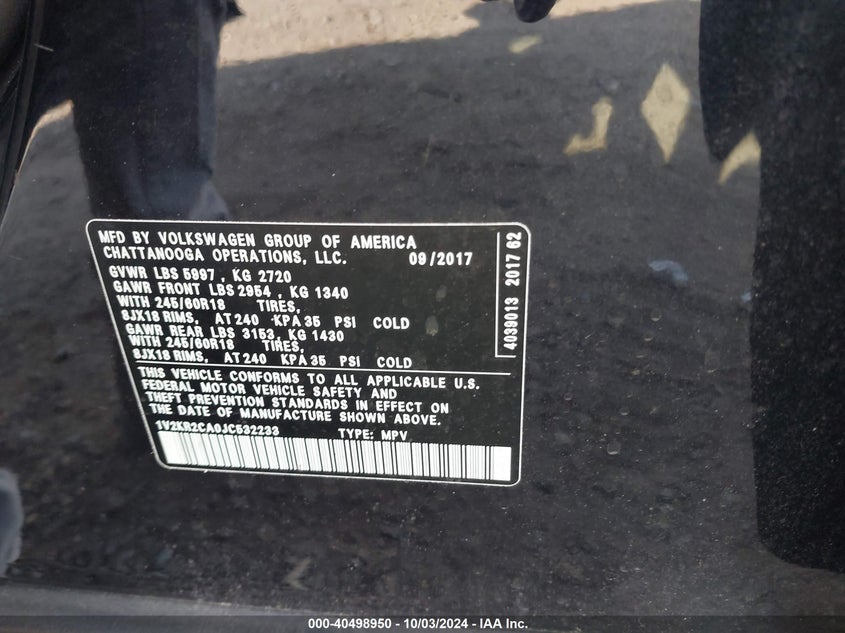 MFD BY VOLKSWAGEN GROUP OF AMERICA
CHATTANOOGA OPERATIONS, LLC. 09/2017
GVWR LBS 5997 , KG 2720
GAWR FRONT LBS 2954 , KG 1340
WITH 245/60R18 TIRES,
8JX18 RIMS, AT 240 KPA 35 PSI COLD
GAWR REAR LBS 3153, KG 1430
WITH 245/60R18 TIRES,
8JX18 RIMS, AT 240 KPA 35 PSI COLD
THIS VEHICLE CONFORMS TO ALL APPLICABLE U.S.
FEDERAL MOTOR VEHICLE SAFETY AND
THEFT PREVENTION STANDARDS IN EFFECT ON
THE DATE OF MANUFACTURE SHOWN ABOVE.
1V2KR2CA0JC532233 TYPE: MPV
4039013 2017 62
000-40498950 - 10/03/2024 - IAA Inc.